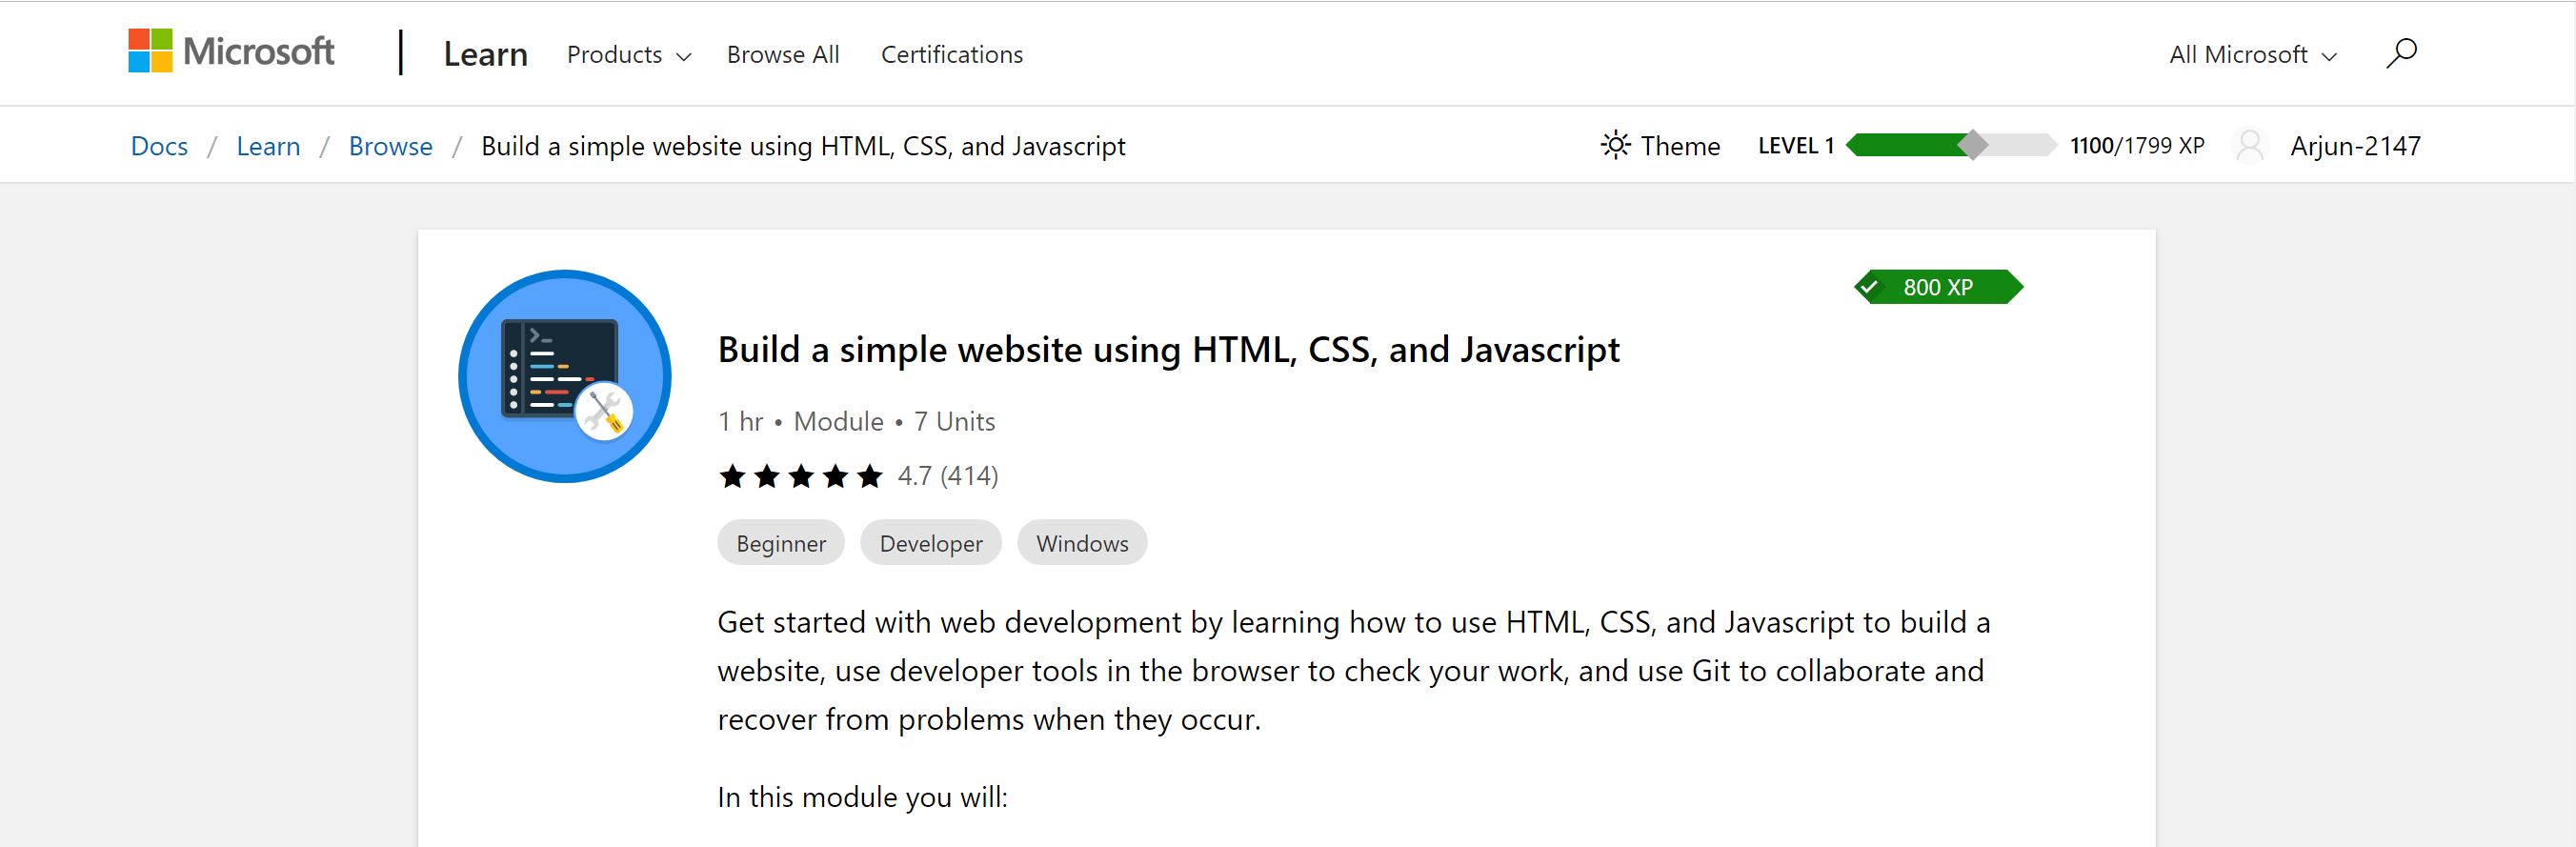 Microsoft | Learn Products Browse All Certifications All Microsoft
Docs / Learn / Browse / Build a simple website using HTML, CSS, and Javascript Theme LEVEL 1 1100/1799 XP Arjun-2147
800 XP
Build a simple website using HTML, CSS, and Javascript
1 hr • Module • 7 Units
4.7 (414)
Beginner Developer Windows
Get started with web development by learning how to use HTML, CSS, and Javascript to build a
website, use developer tools in the browser to check your work, and use Git to collaborate and
recover from problems when they occur.
In this module you will: